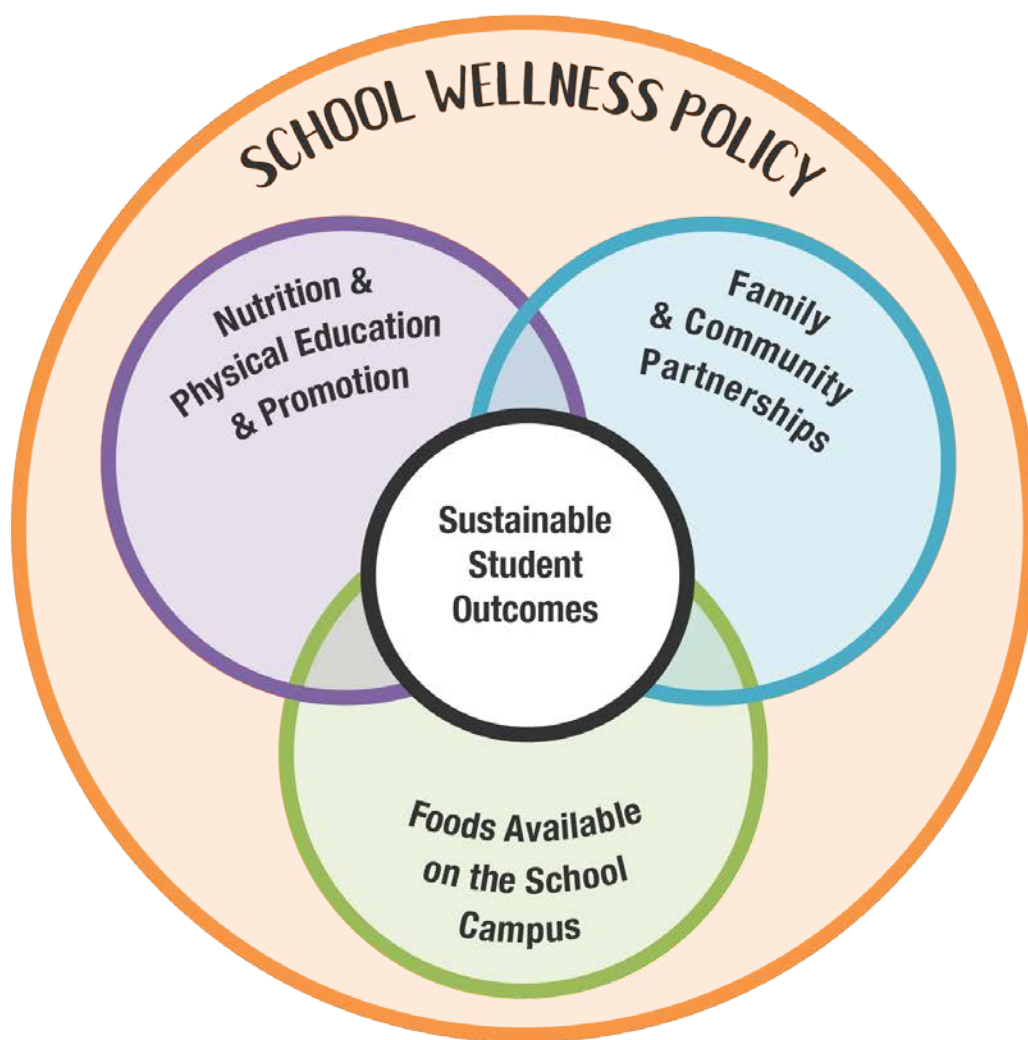 SCHOOL WELLNESS POLICY
Nutrition &
Physical Education
& Promotion
Family
& Community
Partnerships
Sustainable
Student
Outcomes
Foods Available
on the School
Campus